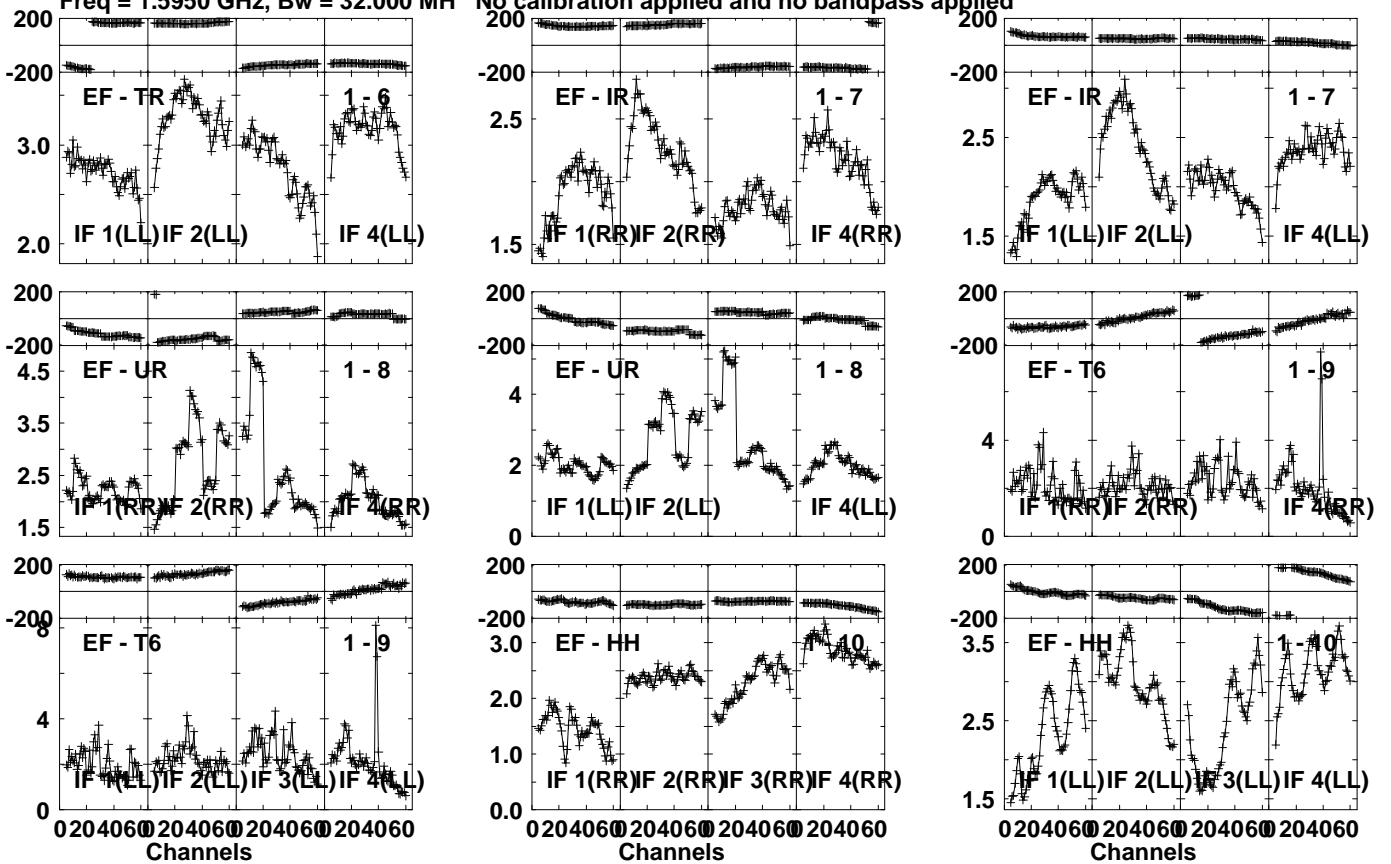 Freq = 1.5950 GHz, Bw = 32.000 MH No calibration applied and no bandpass applied
200
-200
EF - TR 1 - 6
3.0
2.0
IF 1(LL) IF 2(LL) IF 4(LL)
200
-200
EF - IR 1 - 7
2.5
1.5
IF 1(RR) IF 2(RR) IF 4(RR)
200
-200
EF - IR 1 - 7
2.5
1.5
IF 1(LL) IF 2(LL) IF 4(LL)
200
-200
EF - UR 1 - 8
4.5
3.5
2.5
1.5
IF 1(RR) IF 2(RR) IF 4(RR)
200
-200
EF - UR 1 - 8
4
2
0
IF 1(LL) IF 2(LL) IF 4(LL)
200
-200
EF - T6 1 - 9
4
0
IF 1(RR) IF 2(RR) IF 4(RR)
200
-200
8
EF - T6 1 - 9
4
0
IF 1(LL) IF 2(LL) IF 3(LL) IF 4(LL)
0 20 40 60 0 20 40 60 0 20 40 60 0 20 40 60
Channels
200
-200
EF - HH 1 - 10
3.0
2.0
1.0
0.0
IF 1(RR) IF 2(RR) IF 3(RR) IF 4(RR)
0 20 40 60 0 20 40 60 0 20 40 60 0 20 40 60
Channels
200
-200
EF - HH 1 - 10
3.5
2.5
1.5
IF 1(LL) IF 2(LL) IF 3(LL) IF 4(LL)
0 20 40 60 0 20 40 60 0 20 40 60 0 20 40 60
Channels